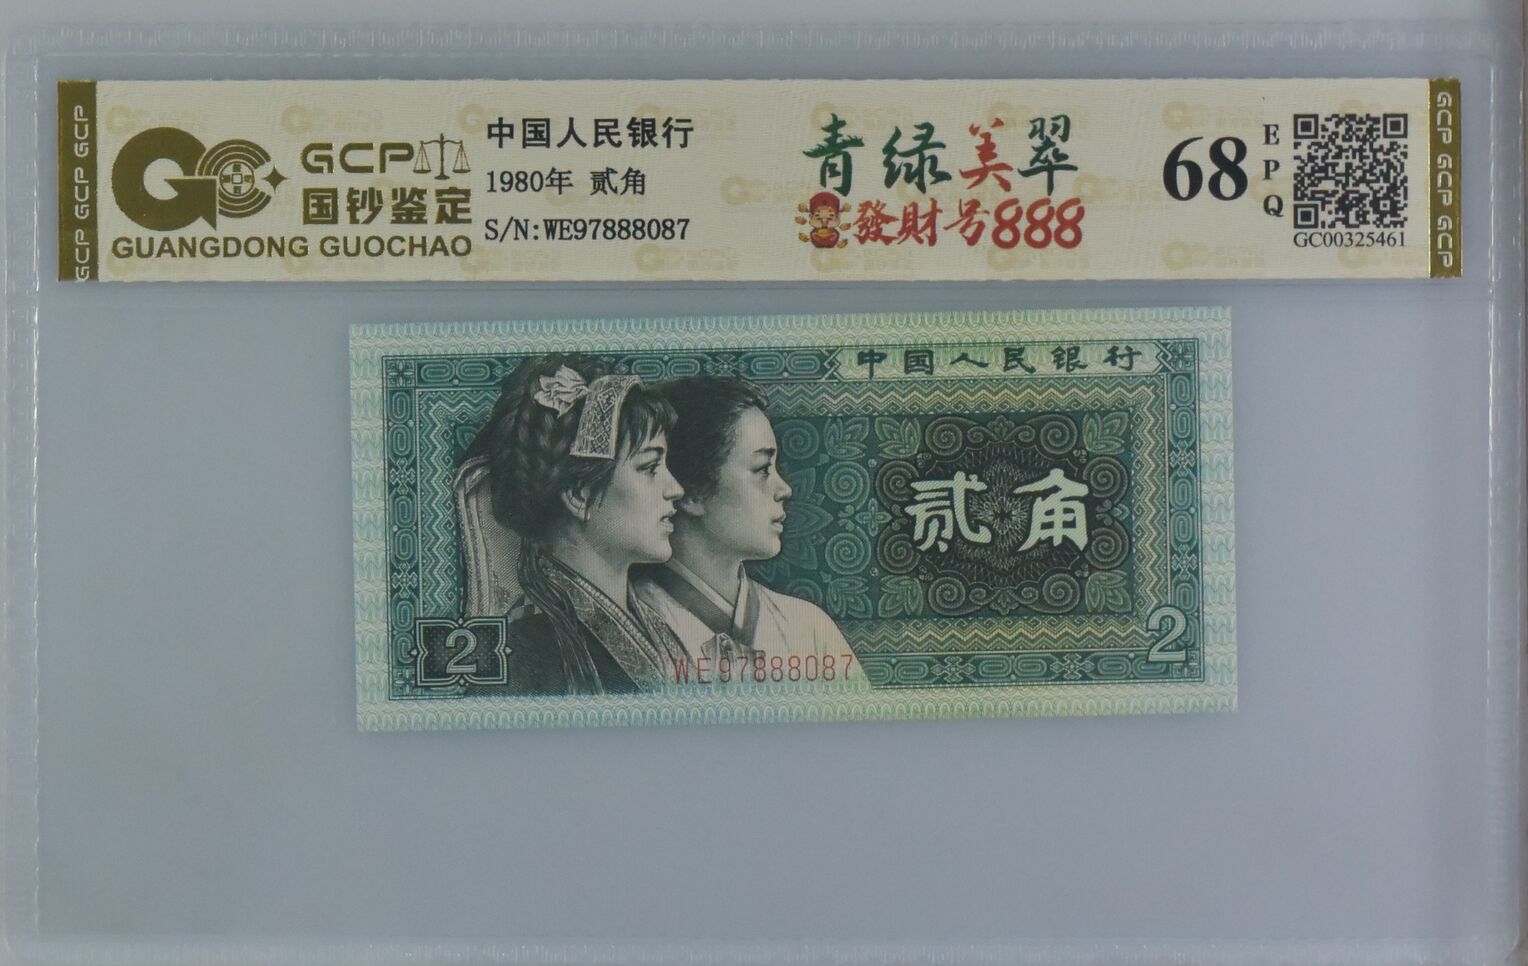 GCP
国钞鉴定
GUANGDONG GUOCHAO
中国人民银行
1980年 贰角
S/N:WE97888087
青绿美翠
發財号888
68
EPQ
GC00325461
GCP GCP GCP
GCP GCP GCP
中国人民银行
贰角
2
2
WE97888087